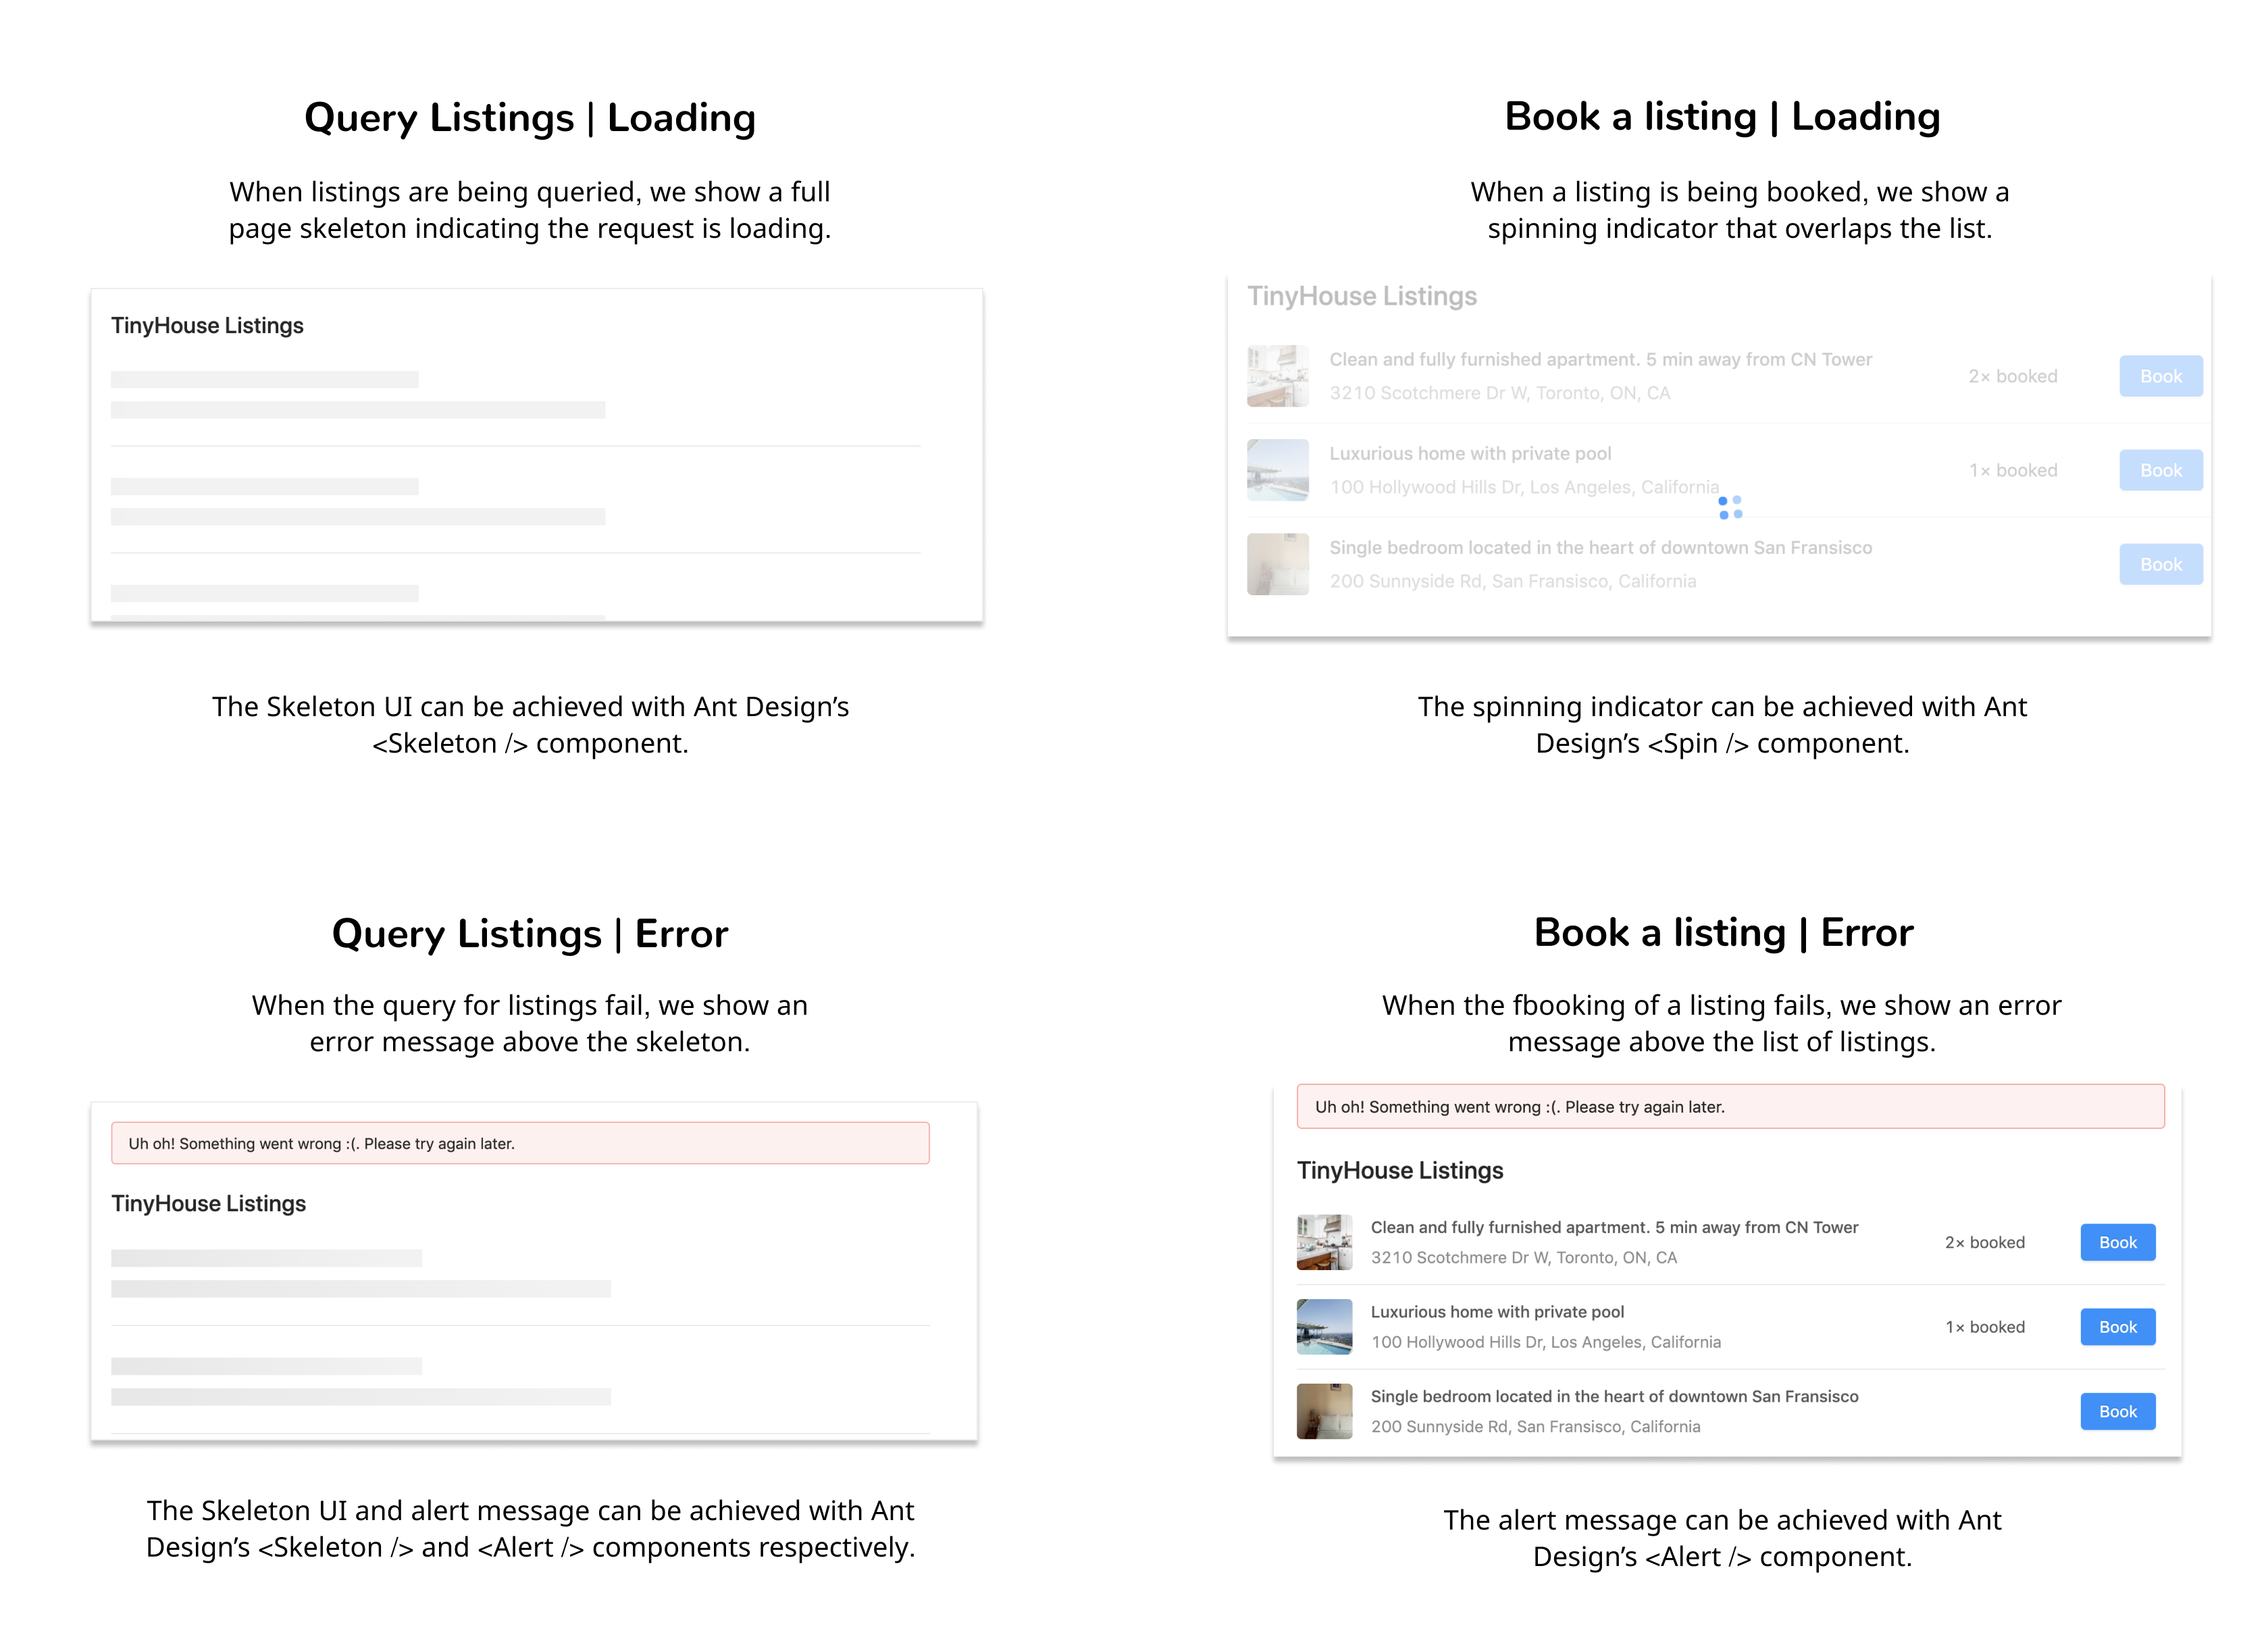 Query Listings | Loading
When listings are being queried, we show a full
page skeleton indicating the request is loading.
TinyHouse Listings
The Skeleton UI can be achieved with Ant Design’s
<Skeleton /> component.
Book a listing | Loading
When a listing is being booked, we show a
spinning indicator that overlaps the list.
TinyHouse Listings
Clean and fully furnished apartment. 5 min away from CN Tower
3210 Scotchmere Dr W, Toronto, ON, CA
2× booked
Book
Luxurious home with private pool
100 Hollywood Hills Dr, Los Angeles, California
1× booked
Book
Single bedroom located in the heart of downtown San Fransisco
200 Sunnyside Rd, San Fransisco, California
Book
The spinning indicator can be achieved with Ant
Design’s <Spin /> component.
Query Listings | Error
When the query for listings fail, we show an
error message above the skeleton.
Uh oh! Something went wrong :(. Please try again later.
TinyHouse Listings
The Skeleton UI and alert message can be achieved with Ant
Design’s <Skeleton /> and <Alert /> components respectively.
Book a listing | Error
When the fbooking of a listing fails, we show an error
message above the list of listings.
Uh oh! Something went wrong :(. Please try again later.
TinyHouse Listings
Clean and fully furnished apartment. 5 min away from CN Tower
3210 Scotchmere Dr W, Toronto, ON, CA
2× booked
Book
Luxurious home with private pool
100 Hollywood Hills Dr, Los Angeles, California
1× booked
Book
Single bedroom located in the heart of downtown San Fransisco
200 Sunnyside Rd, San Fransisco, California
Book
The alert message can be achieved with Ant
Design’s <Alert /> component.